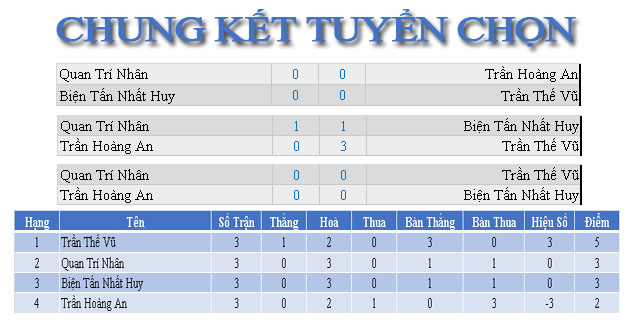 CHUNG KẾT TUYỂN CHỌN
Quan Trí Nhân 0 0 Trần Hoàng An
Biện Tấn Nhất Huy 0 0 Trần Thế Vũ
Quan Trí Nhân 1 1 Biện Tấn Nhất Huy
Trần Hoàng An 0 3 Trần Thế Vũ
Quan Trí Nhân 0 0 Trần Thế Vũ
Trần Hoàng An 0 0 Biện Tấn Nhất Huy
Hạng Tên Số Trận Thắng Hoà Thua Bàn Thắng Bàn Thua Hiệu Số Điểm
1 Trần Thế Vũ 3 1 2 0 3 0 3 5
2 Quan Trí Nhân 3 0 3 0 1 1 0 3
3 Biện Tấn Nhất Huy 3 0 3 0 1 1 0 3
4 Trần Hoàng An 3 0 2 1 0 3 -3 2